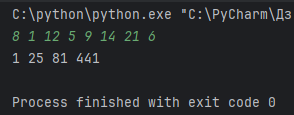 C:\python\python.exe "C:\PyCharm\Дз
8 1 12 5 9 14 21 6
1 25 81 441
Process finished with exit code 0